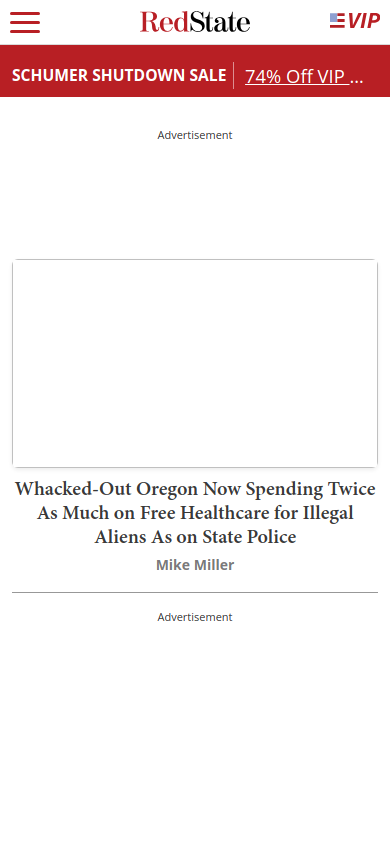 RedState
VIP
SCHUMER SHUTDOWN SALE
74% Off VIP ...
Advertisement
Whacked-Out Oregon Now Spending Twice
As Much on Free Healthcare for Illegal
Aliens As on State Police
Mike Miller
Advertisement